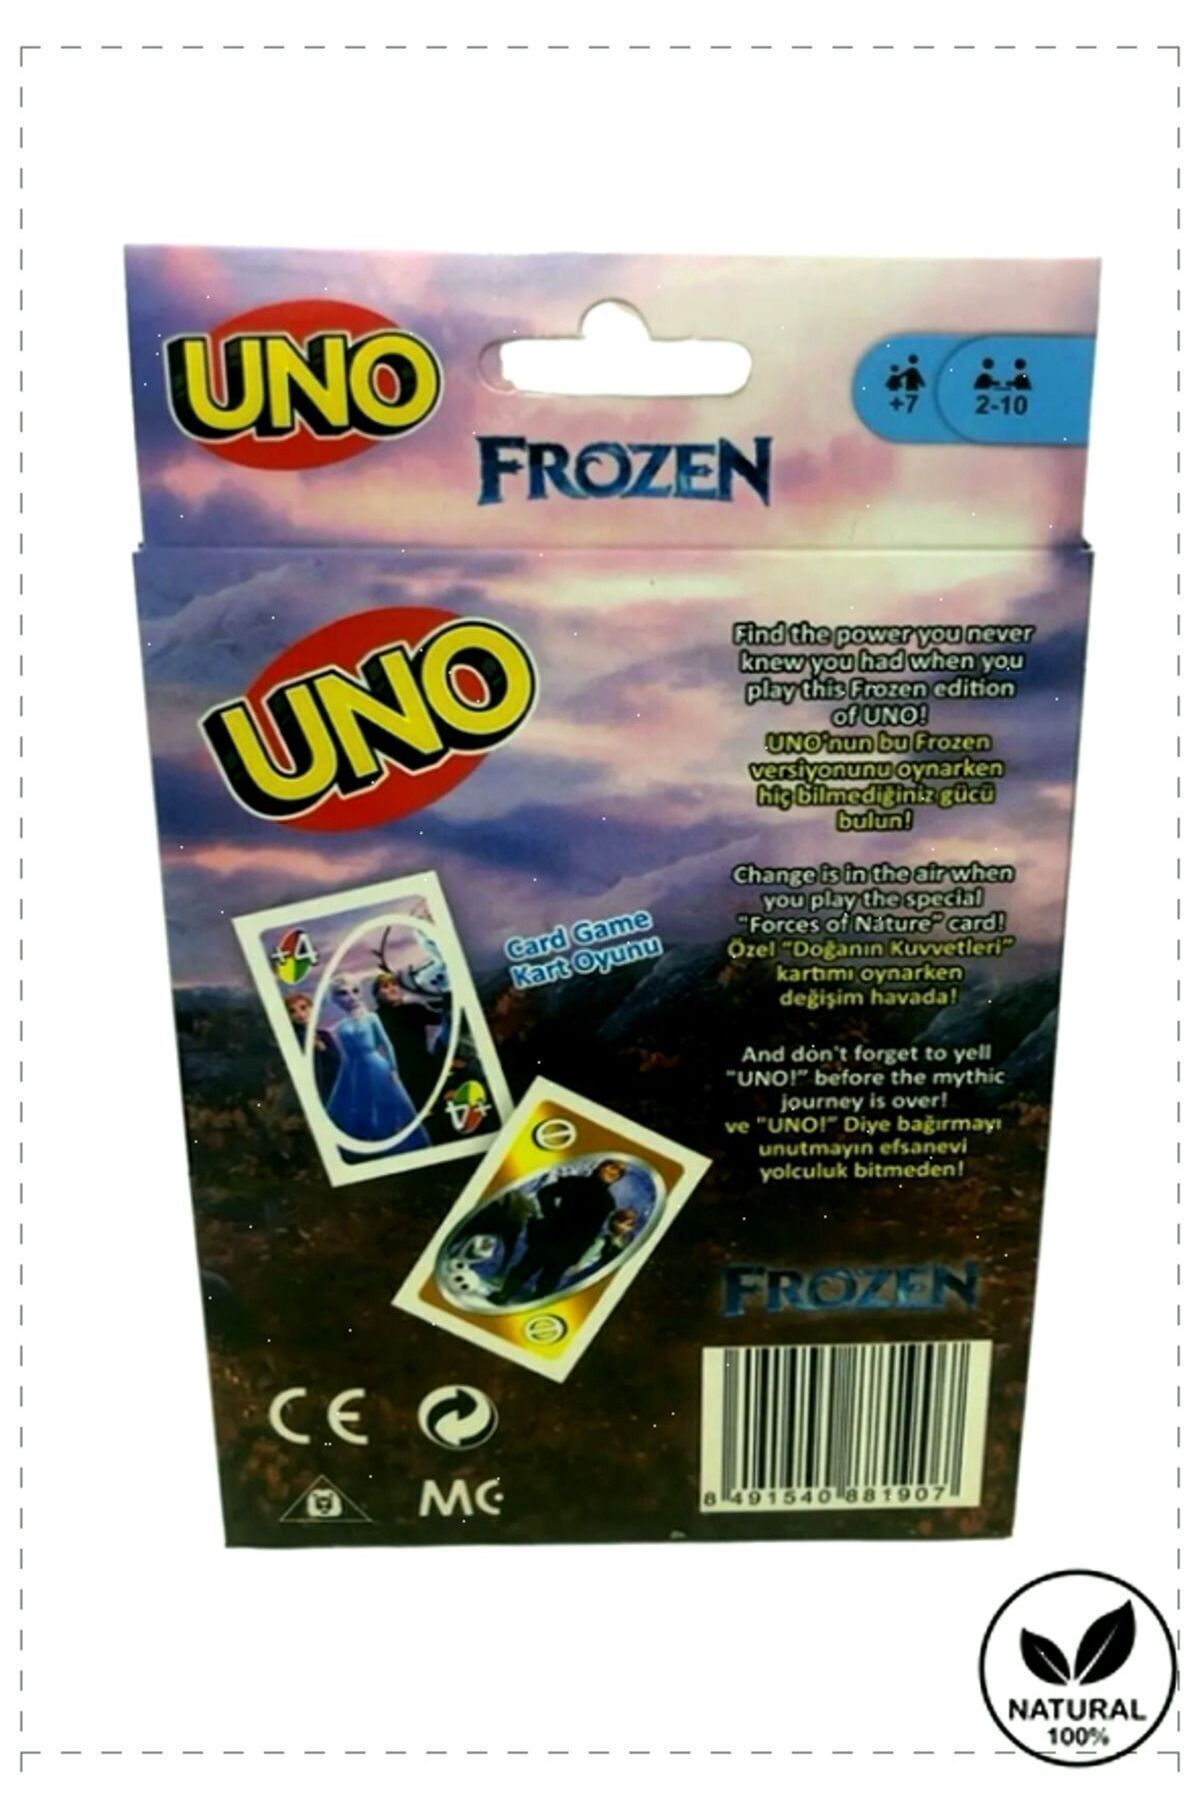 UNO
FROZEN
+7
2-10
UNO
Find the power you never
knew you had when you
play this Frozen edition
of UNO!
UNO'nun bu Frozen
versiyonunu oynarken
hiç bilmediğiniz gücü
bulun!
Change is in the air when
you play the special
"Forces of Nature" card!
Özel "Doğanın Kuvvetleri"
kartımı oynarken
değişim havada!
Card Game
Kart Oyunu
+4
+4
And don't forget to yell
"UNO!" before the mythic
journey is over!
ve "UNO!" Diye bağırmayı
unutmayın efsanevi
yolculuk bitmeden!
FROZEN
CE
MC
8 491540 881907
NATURAL
100%